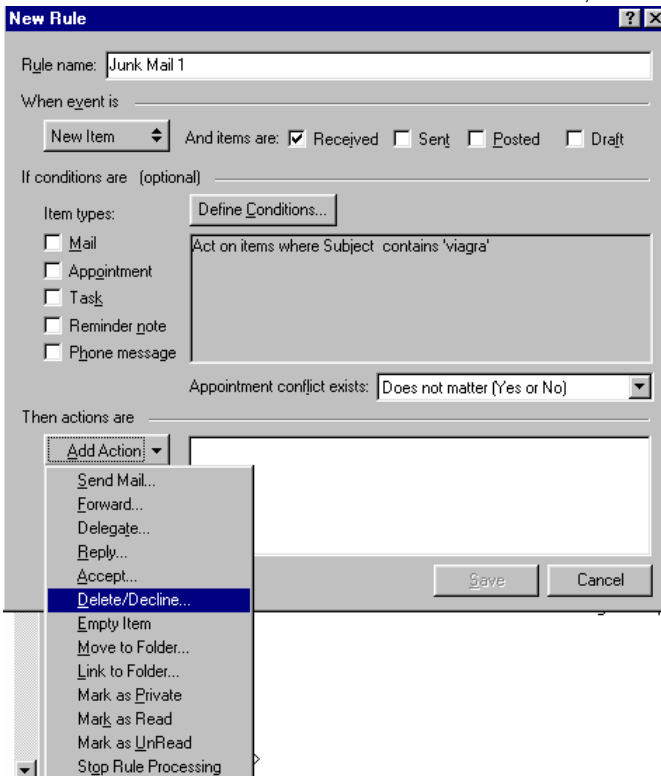 New Rule
Rule name: Junk Mail 1
When event is
New Item And items are: Received Sent Posted Draft
If conditions are (optional)
Item types: Define Conditions...
Mail
Act on items where Subject contains 'viagra'
Appointment
Task
Reminder note
Phone message
Appointment conflict exists: Does not matter (Yes or No)
Then actions are
Add Action
Send Mail...
Forward...
Delegate...
Reply...
Accept...
Save Cancel
Delete/Decline...
Empty Item
Move to Folder...
Link to Folder...
Mark as Private
Mark as Read
Mark as UnRead
Stop Rule Processing